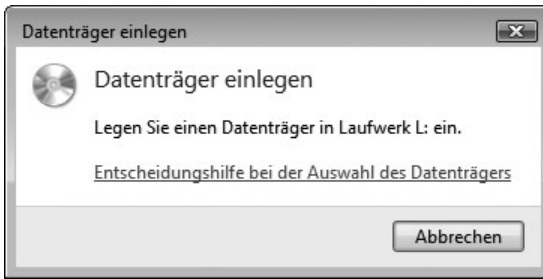 Datenträger einlegen
Datenträger einlegen
Legen Sie einen Datenträger in Laufwerk L: ein.
Entscheidungshilfe bei der Auswahl des Datenträgers
Abbrechen